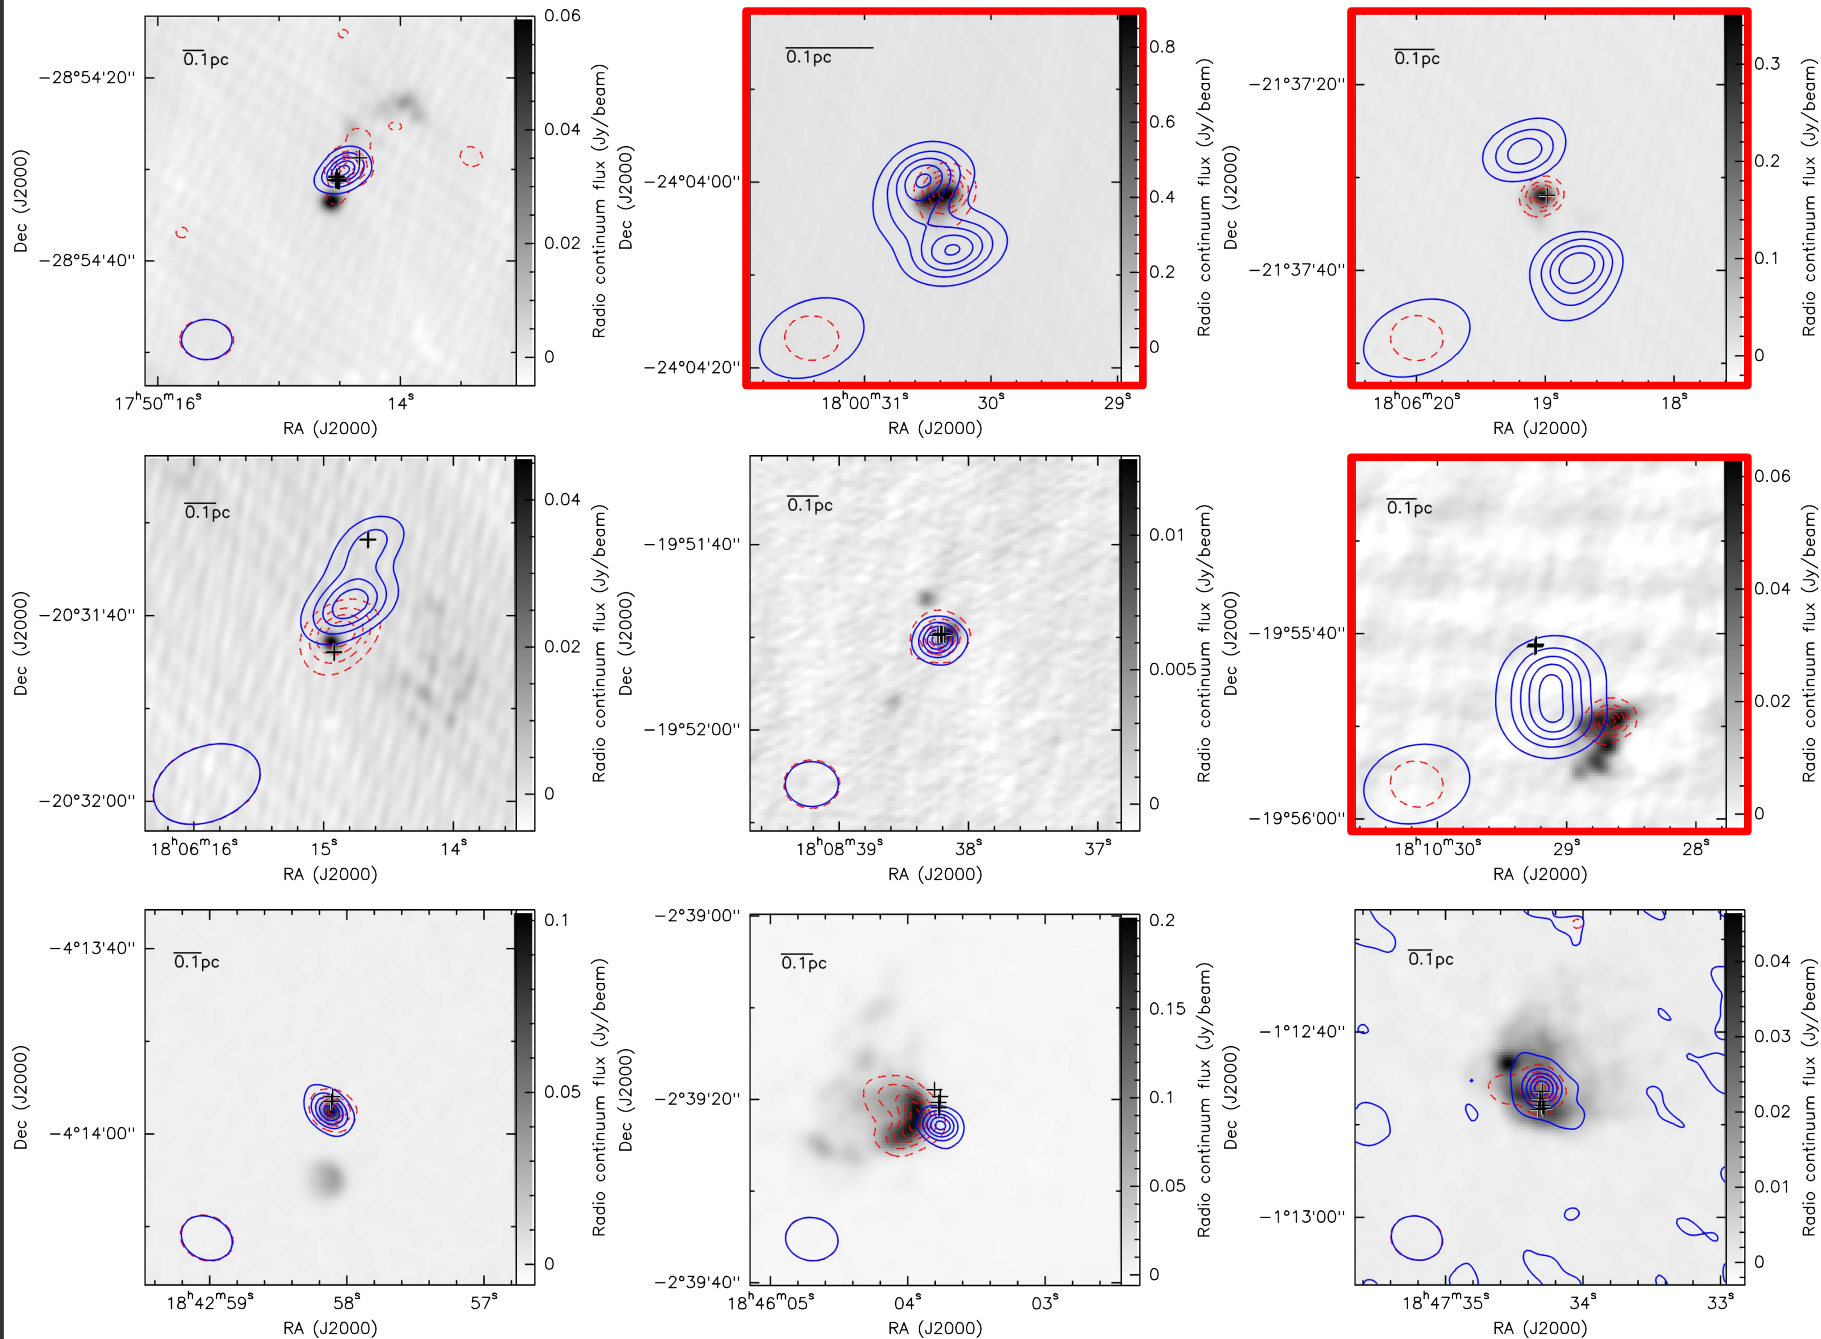 0.1pc
−28°54'20''
−28°54'40''
17ʰ50ᵐ16ˢ
14ˢ
RA (J2000)
Dec (J2000)
0.06
0.04
0.02
0
Radio continuum flux (Jy/beam)
0.1pc
−24°04'00''
−24°04'20''
18ʰ00ᵐ31ˢ
30ˢ
29ˢ
RA (J2000)
Dec (J2000)
0.8
0.6
0.4
0.2
0
Radio continuum flux (Jy/beam)
0.1pc
−21°37'20''
−21°37'40''
18ʰ06ᵐ20ˢ
19ˢ
18ˢ
RA (J2000)
Dec (J2000)
0.3
0.2
0.1
0
Radio continuum flux (Jy/beam)
0.1pc
−20°31'40''
−20°32'00''
18ʰ06ᵐ16ˢ
15ˢ
14ˢ
RA (J2000)
Dec (J2000)
0.04
0.02
0
Radio continuum flux (Jy/beam)
0.1pc
−19°51'40''
−19°52'00''
18ʰ08ᵐ39ˢ
38ˢ
37ˢ
RA (J2000)
Dec (J2000)
0.01
0.005
0
Radio continuum flux (Jy/beam)
0.1pc
−19°55'40''
−19°56'00''
18ʰ10ᵐ30ˢ
29ˢ
28ˢ
RA (J2000)
Dec (J2000)
0.06
0.04
0.02
0
Radio continuum flux (Jy/beam)
0.1pc
−4°13'40''
−4°14'00''
18ʰ42ᵐ59ˢ
58ˢ
57ˢ
RA (J2000)
Dec (J2000)
0.1
0.05
0
Radio continuum flux (Jy/beam)
0.1pc
−2°39'00''
−2°39'20''
−2°39'40''
18ʰ46ᵐ05ˢ
04ˢ
03ˢ
RA (J2000)
Dec (J2000)
0.2
0.15
0.1
0.05
0
Radio continuum flux (Jy/beam)
0.1pc
−1°12'40''
−1°13'00''
18ʰ47ᵐ35ˢ
34ˢ
33ˢ
RA (J2000)
Dec (J2000)
0.04
0.03
0.02
0.01
0
Radio continuum flux (Jy/beam)